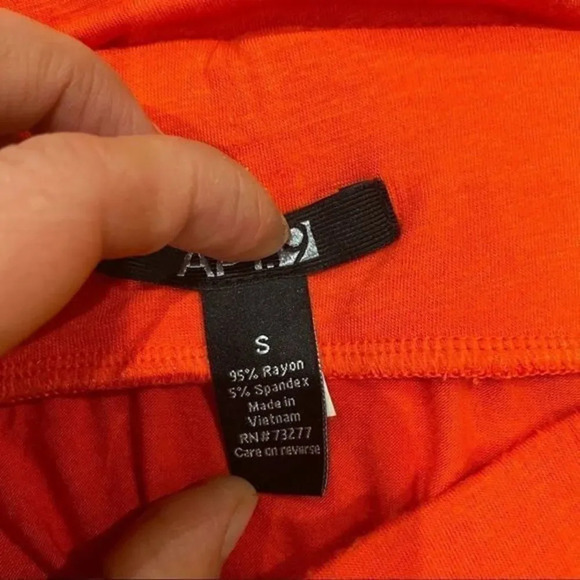 APT.9
S
95% Rayon
5% Spandex
Made in
Vietnam
RN# 73277
Care on reverse